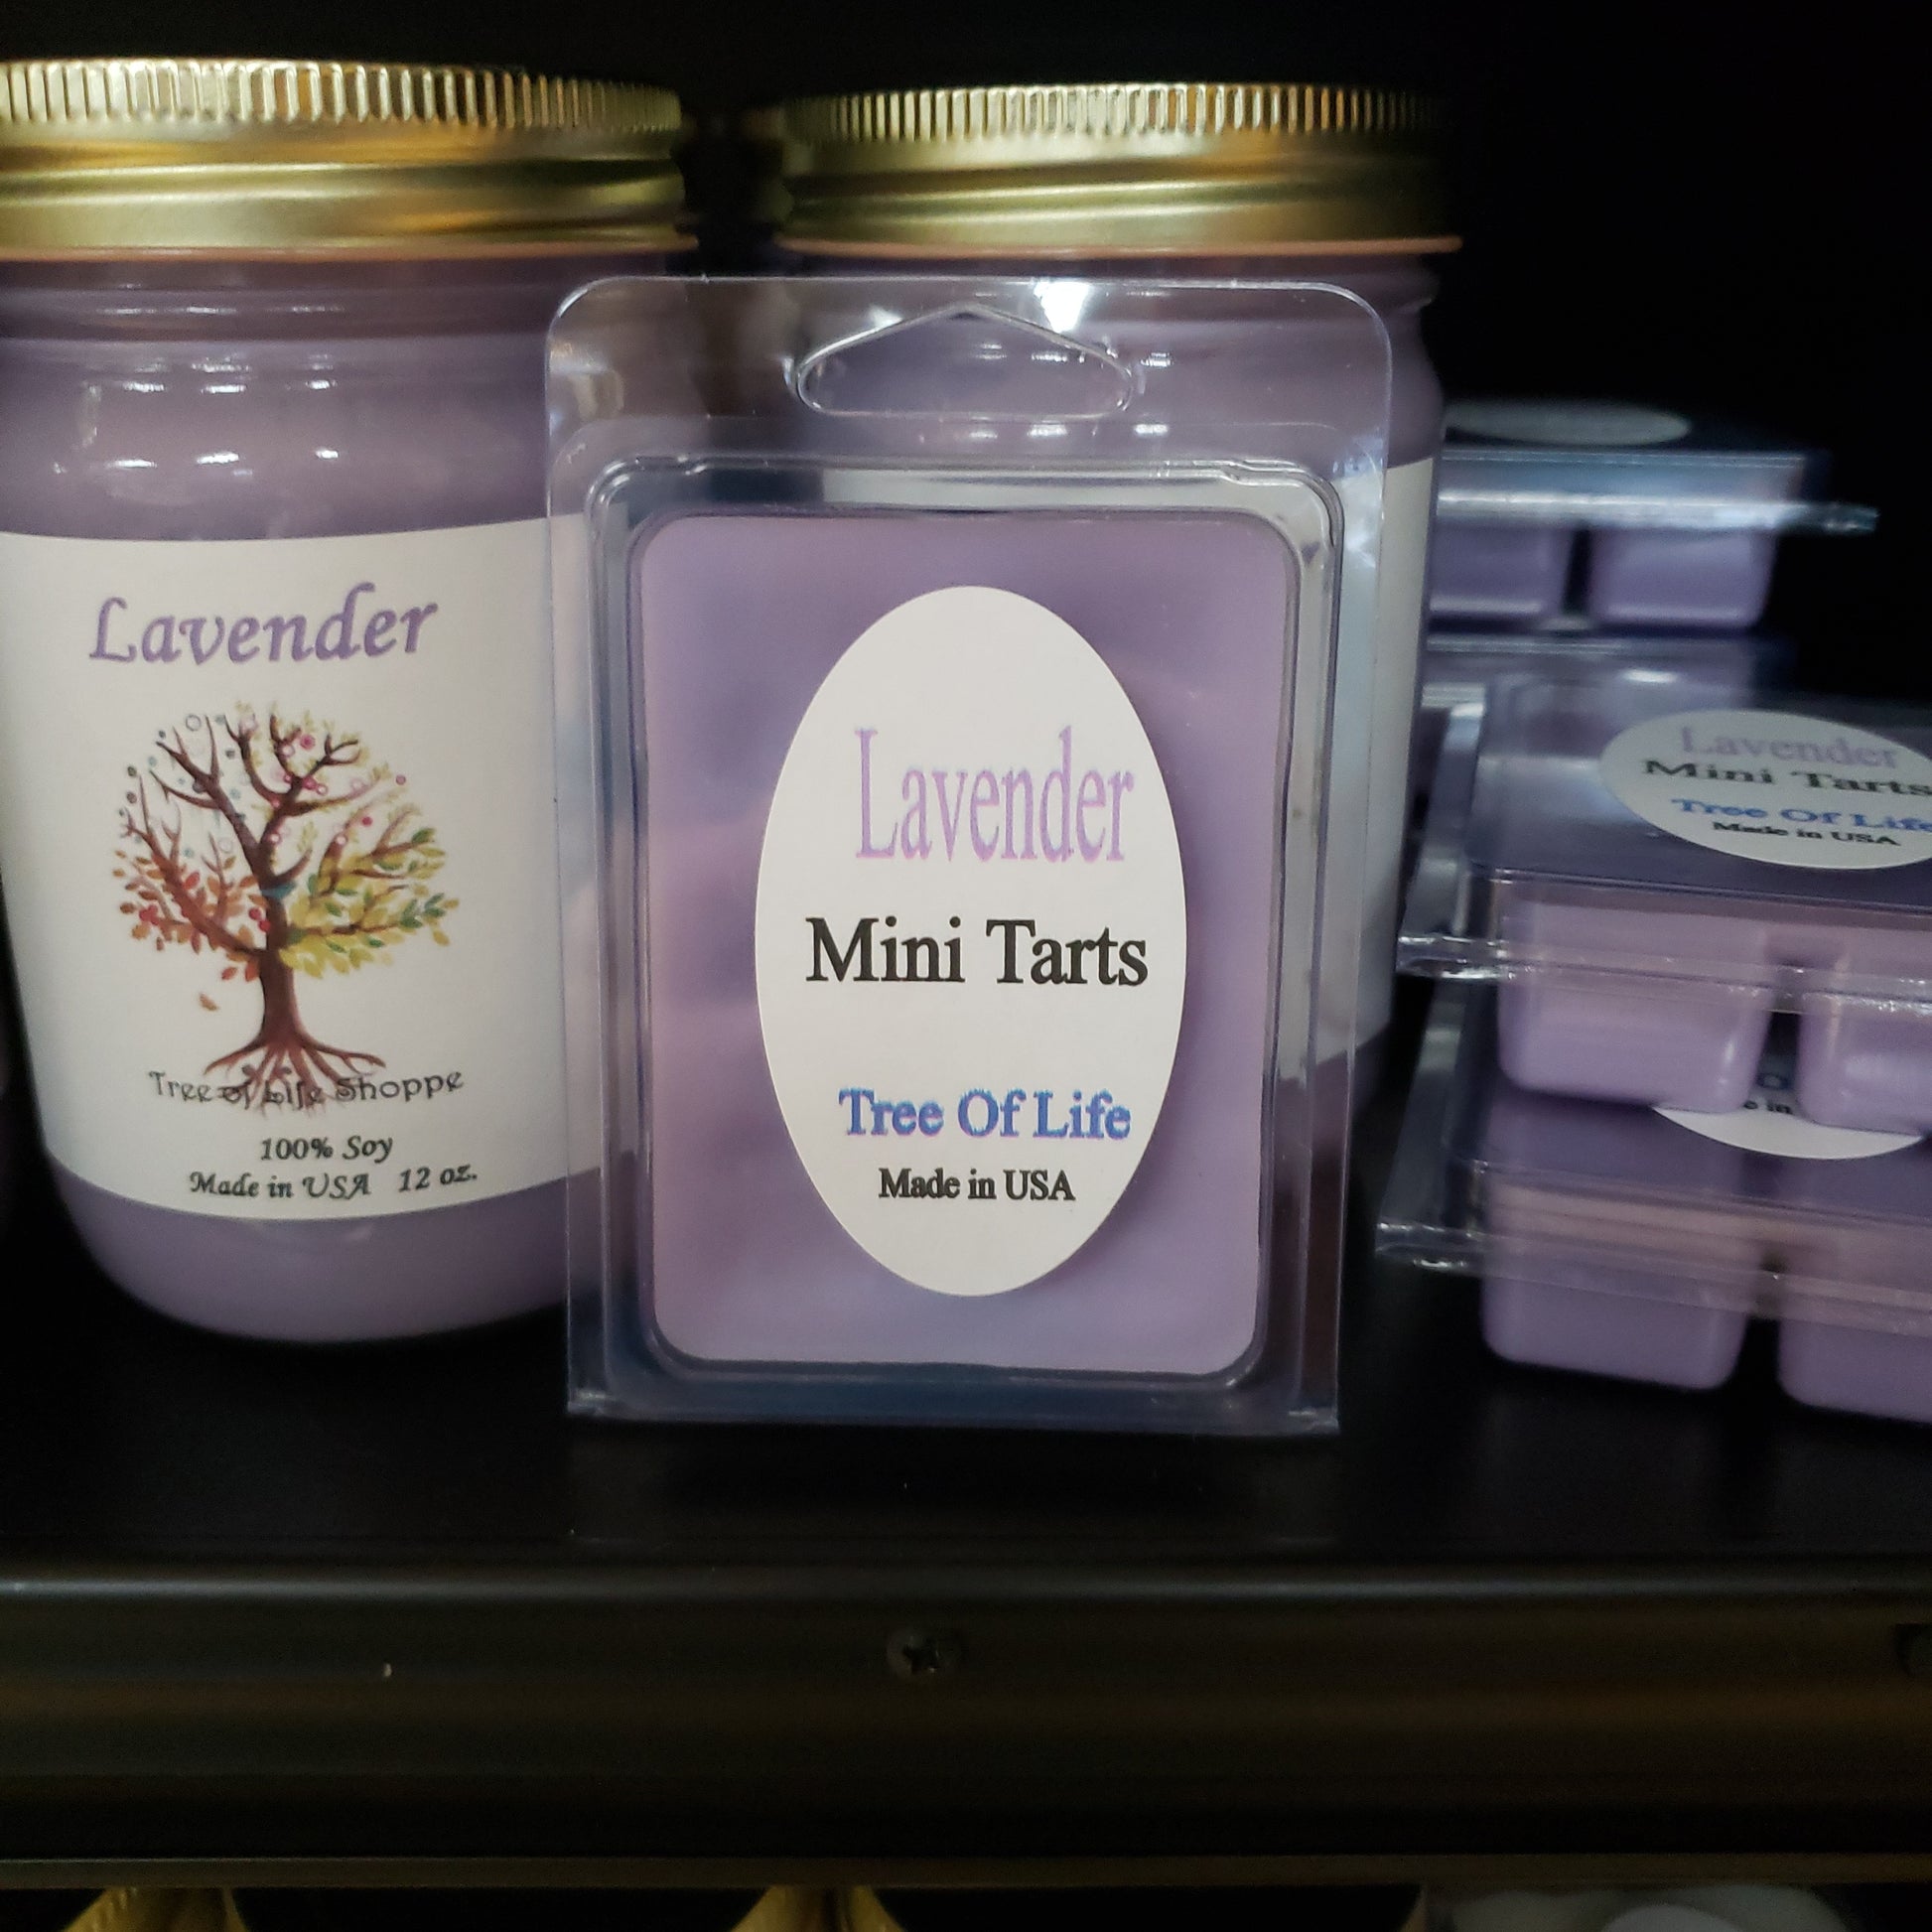 Lavender
Tree of Life Shoppe
100% Soy
Made in USA 12 oz.
Lavender
Mini Tarts
Tree Of Life
Made in USA
Lavender
Mini Tarts
Tree Of Life
Made in USA